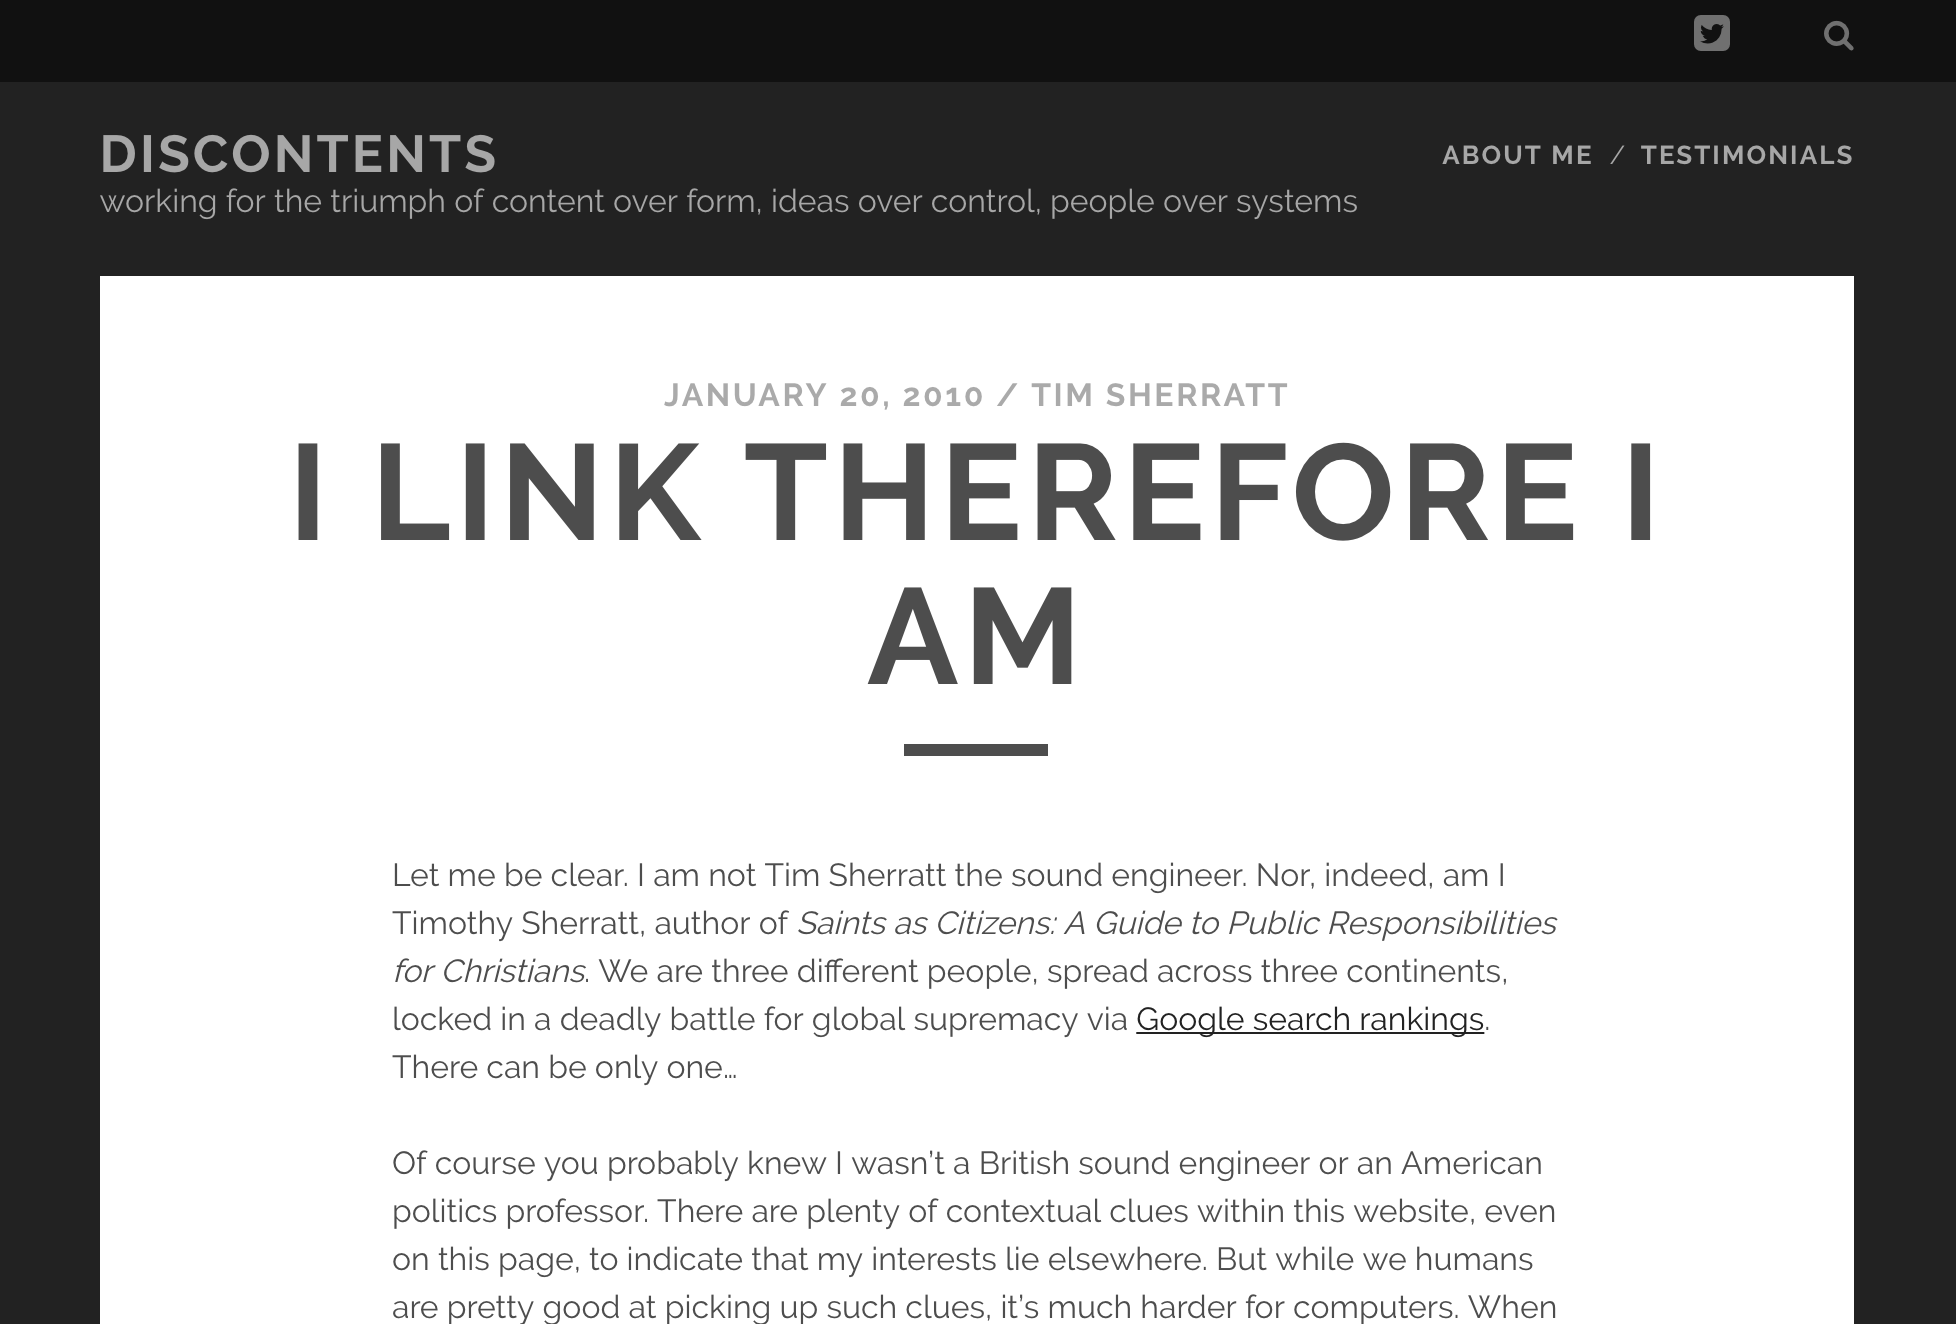 DISCONTENTS
ABOUT ME / TESTIMONIALS
working for the triumph of content over form, ideas over control, people over systems
JANUARY 20, 2010 / TIM SHERRATT
I LINK THEREFORE I
AM
Let me be clear. I am not Tim Sherratt the sound engineer. Nor, indeed, am I
Timothy Sherratt, author of Saints as Citizens: A Guide to Public Responsibilities
for Christians. We are three different people, spread across three continents,
locked in a deadly battle for global supremacy via Google search rankings.
There can be only one…
Of course you probably knew I wasn’t a British sound engineer or an American
politics professor. There are plenty of contextual clues within this website, even
on this page, to indicate that my interests lie elsewhere. But while we humans
are pretty good at picking up such clues, it’s much harder for computers. When